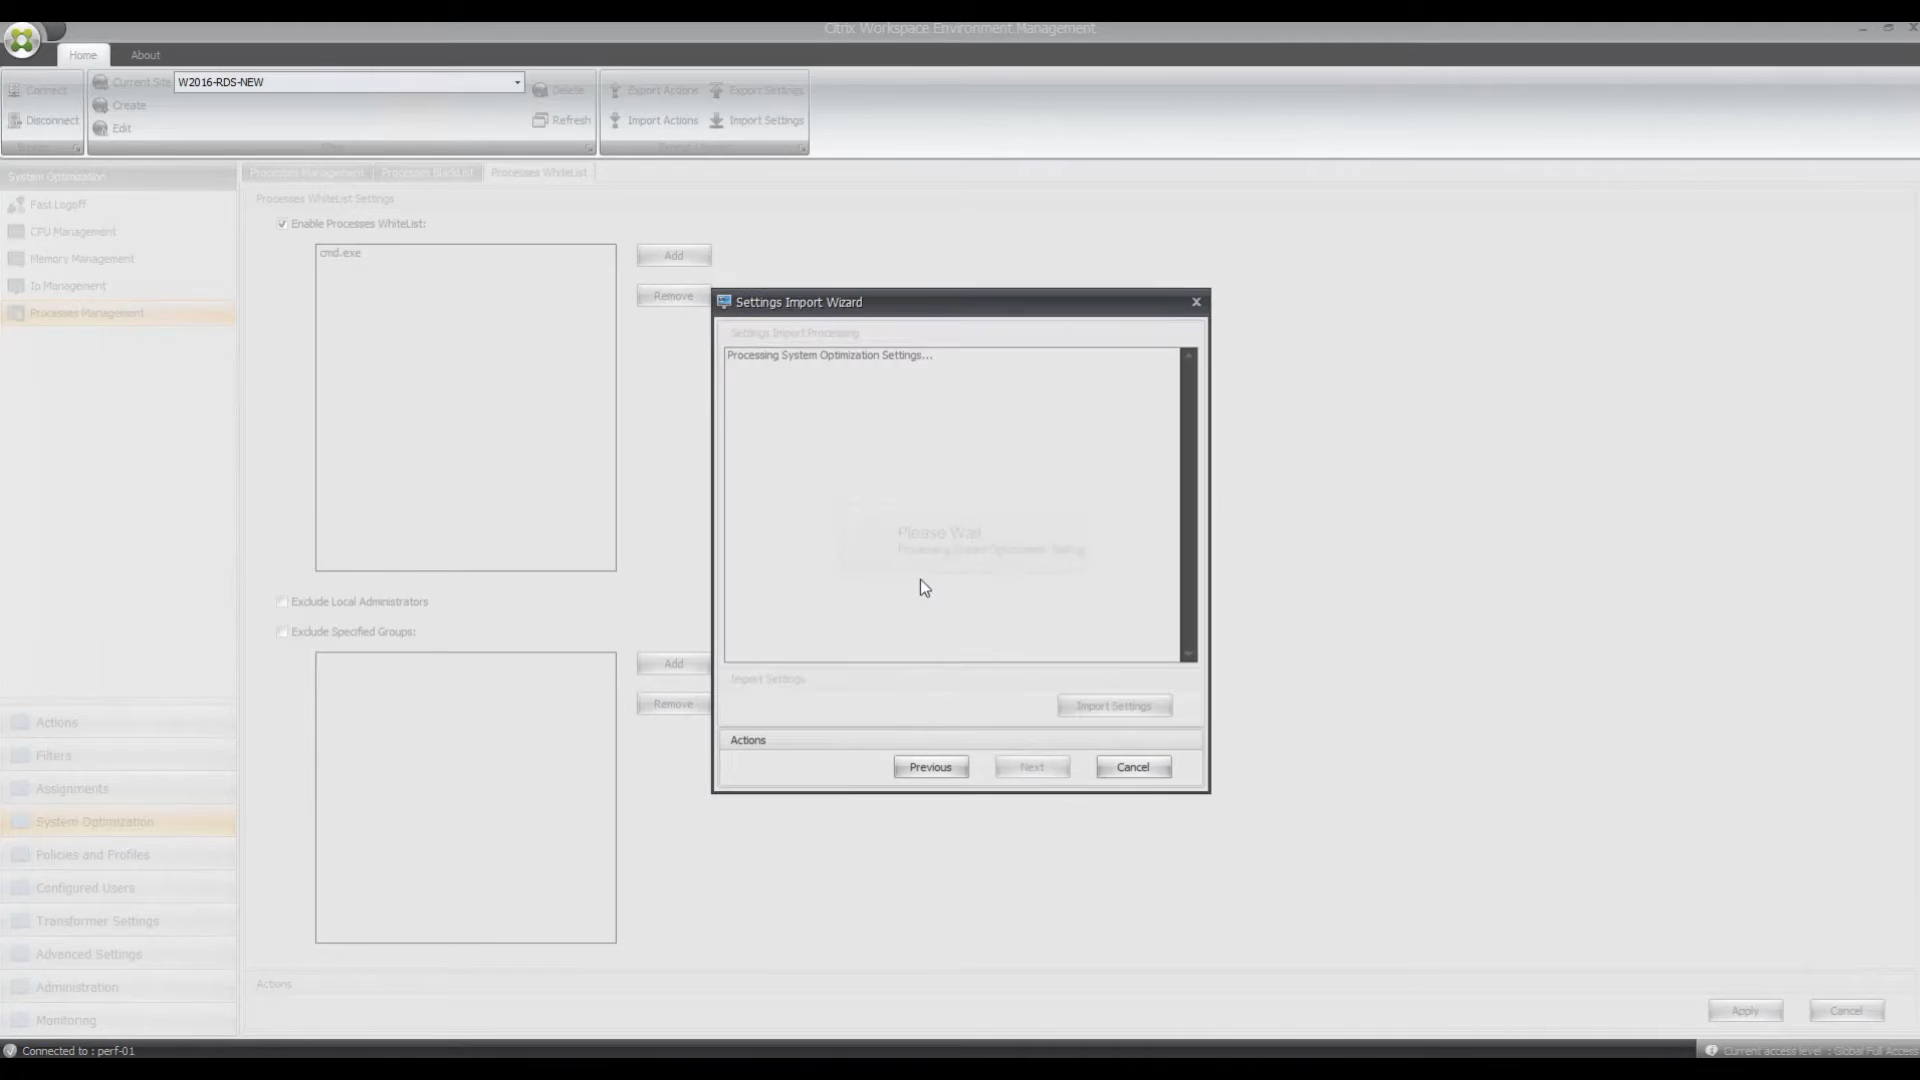 Citrix Workspace Environment Management
Home
About
Connect
Disconnect
Current Site
W2016-RDS-NEW
Create
Edit
Delete
Refresh
Export Actions
Export Settings
Import Actions
Import Settings
System Optimization
Fast Logoff
CPU Management
Memory Management
Io Management
Processes Management
Processes Management
Processes BlackList
Processes WhiteList
Processes WhiteList Settings
Enable Processes WhiteList:
cmd.exe
Add
Remove
Exclude Local Administrators
Exclude Specified Groups:
Add
Remove
Settings Import Wizard
Settings Import Processing
Processing System Optimization Settings...
Please Wait
Processing System Optimization
Import Settings
Import Settings
Actions
Previous
Next
Cancel
Actions
Filters
Assignments
System Optimization
Policies and Profiles
Configured Users
Transformer Settings
Advanced Settings
Administration
Monitoring
Actions
Apply
Cancel
Connected to : perf-01
Current access level : Global Full Access